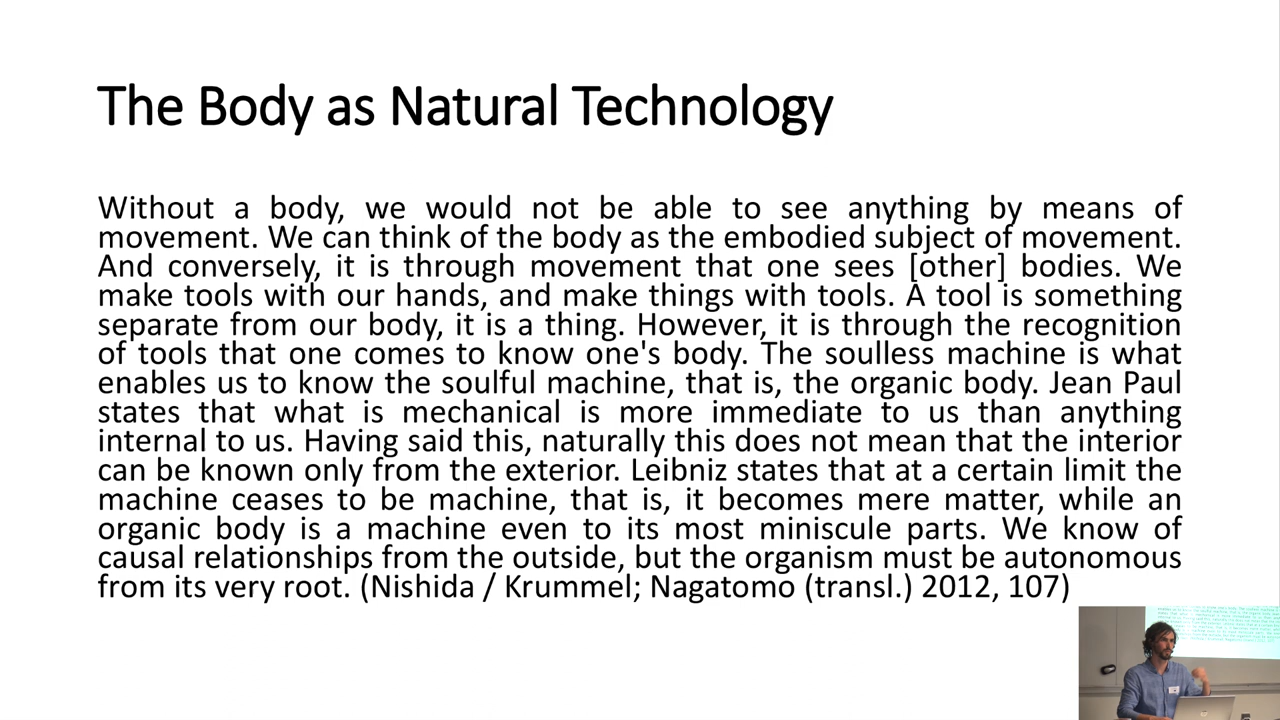 The Body as Natural Technology
Without a body, we would not be able to see anything by means of
movement. We can think of the body as the embodied subject of movement.
And conversely, it is through movement that one sees [other] bodies. We
make tools with our hands, and make things with tools. A tool is something
separate from our body, it is a thing. However, it is through the recognition
of tools that one comes to know one's body. The soulless machine is what
enables us to know the soulful machine, that is, the organic body. Jean Paul
states that what is mechanical is more immediate to us than anything
internal to us. Having said this, naturally this does not mean that the interior
can be known only from the exterior. Leibniz states that at a certain limit the
machine ceases to be machine, that is, it becomes mere matter, while an
organic body is a machine even to its most miniscule parts. We know of
causal relationships from the outside, but the organism must be autonomous
from its very root. (Nishida / Krummel; Nagatomo (transl.) 2012, 107)